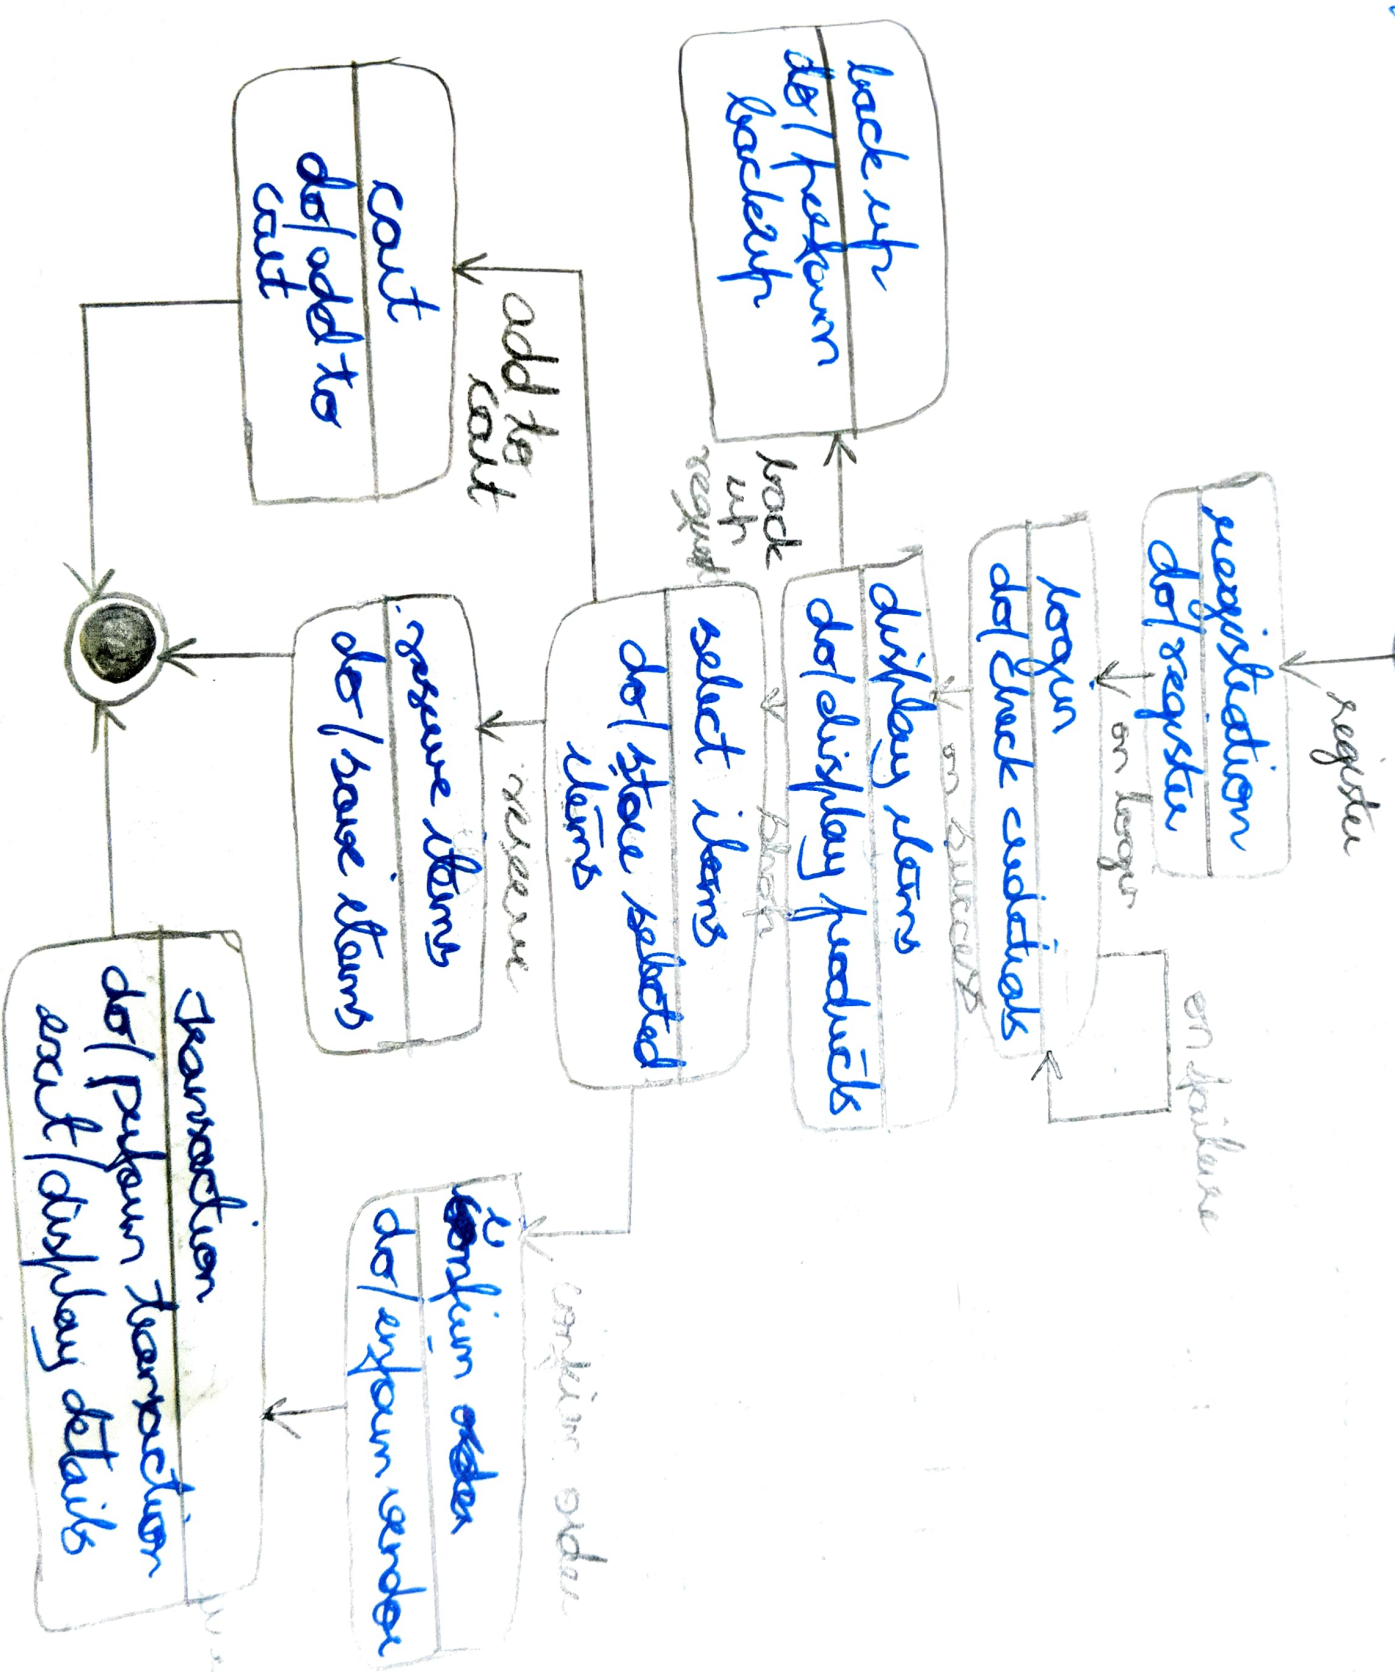 register
registration
do/register
on login
login
do/check credentials
on failure
on success
display items
do/display products
back
up
request
back up
do/perform
backup
select items
do/store selected
items
add to
cart
cart
do/add to
cart
reserve
reserve items
do/save items
confirm order
confirm order
do/inform vendor
Transaction
do/perform transaction
exit/display details